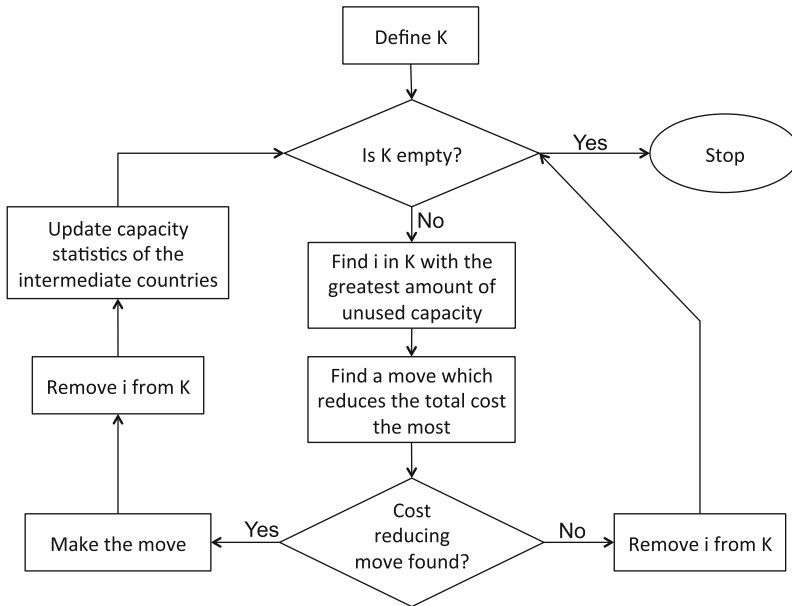 Define K
Is K empty?
Yes
Stop
No
Find i in K with the
greatest amount of
unused capacity
Find a move which
reduces the total cost
the most
Cost
reducing
move found?
Yes
Make the move
Remove i from K
Update capacity
statistics of the
intermediate countries
No
Remove i from K